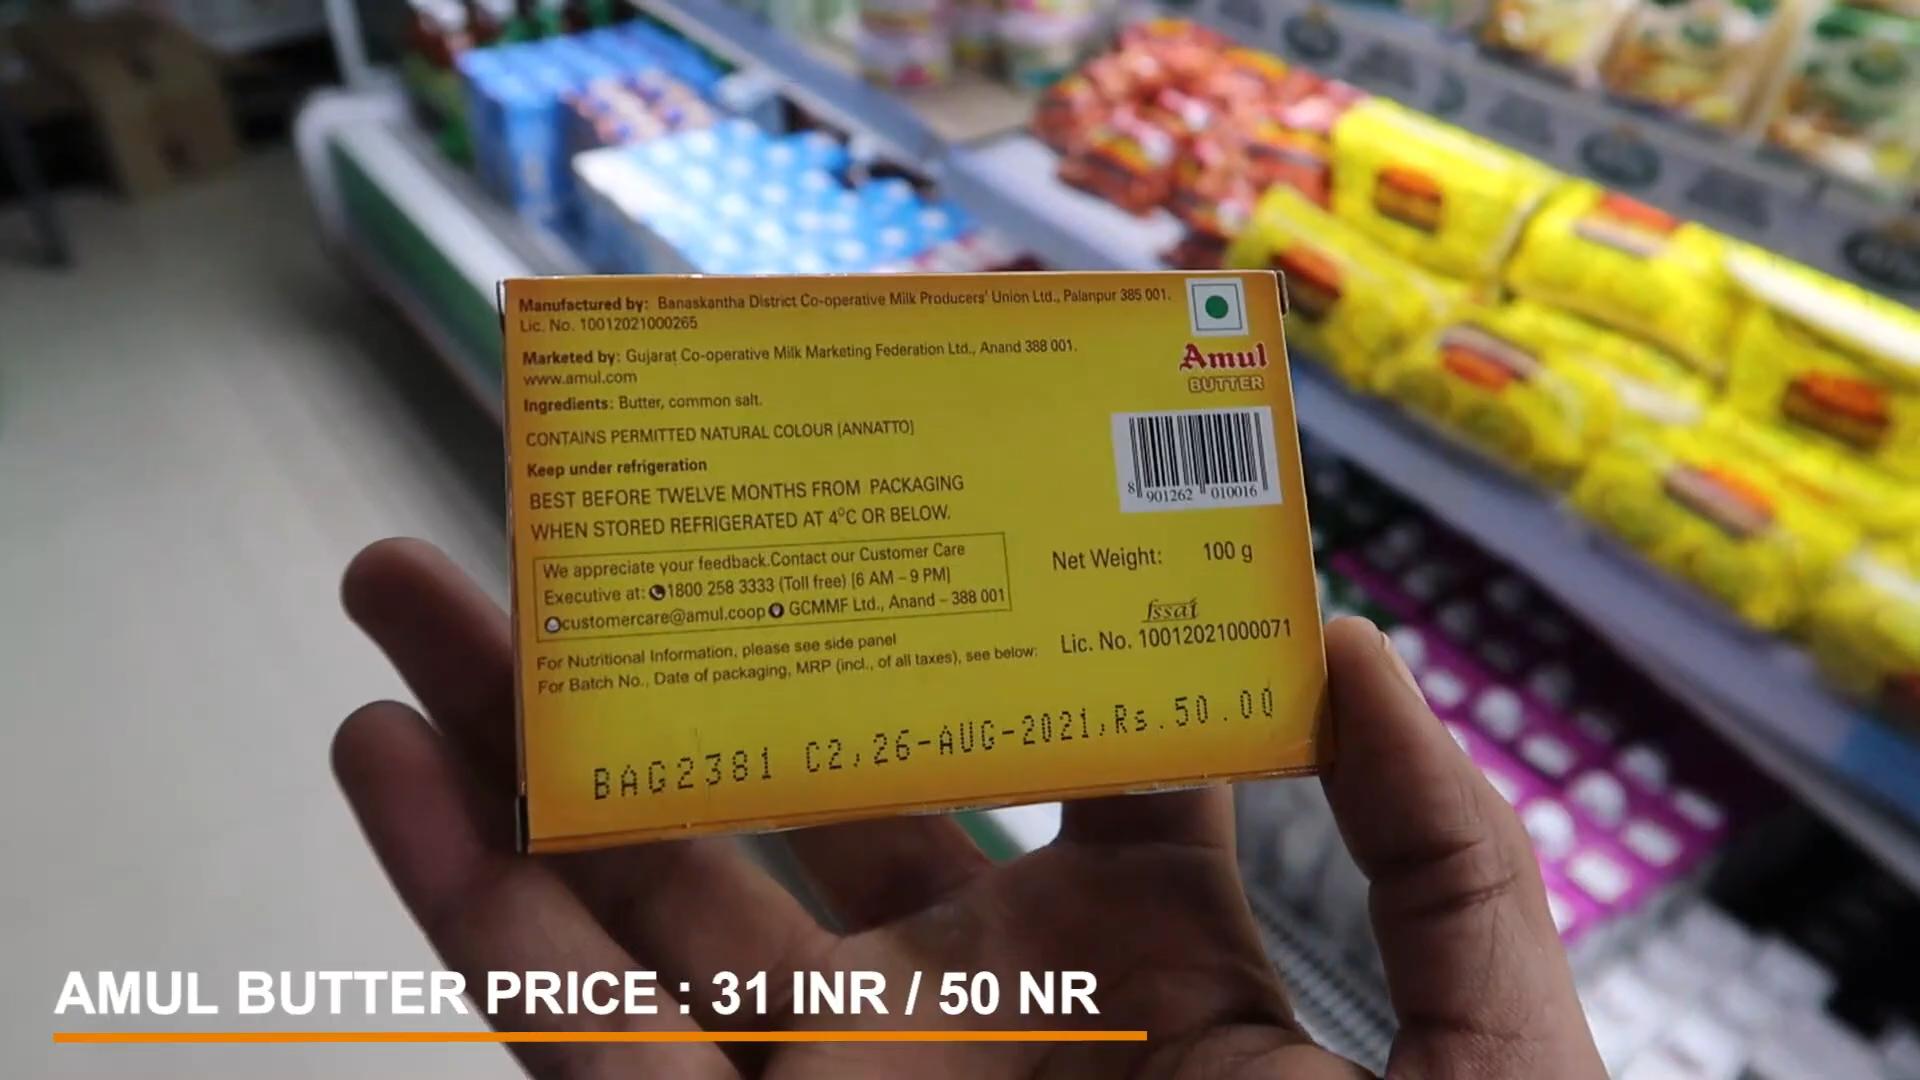 Manufactured by: Banaskantha District Co-operative Milk Producers' Union Ltd., Palanpur 385 001.
Lic. No. 10012021000265
Marketed by: Gujarat Co-operative Milk Marketing Federation Ltd., Anand 388 001.
www.amul.com
Ingredients: Butter, common salt.
CONTAINS PERMITTED NATURAL COLOUR (ANNATTO)
Keep under refrigeration
BEST BEFORE TWELVE MONTHS FROM PACKAGING
WHEN STORED REFRIGERATED AT 4°C OR BELOW.
We appreciate your feedback.Contact our Customer Care
Executive at: 1800 258 3333 (Toll free) [6 AM – 9 PM]
customercare@amul.coop GCMMF Ltd., Anand – 388 001
For Nutritional Information, please see side panel
For Batch No., Date of packaging, MRP (incl., of all taxes), see below:
Amul
BUTTER
8 901262 010016
Net Weight: 100 g
fssai
Lic. No. 10012021000071
BAG2381 C2,26-AUG-2021,Rs.50.00
AMUL BUTTER PRICE : 31 INR / 50 NR